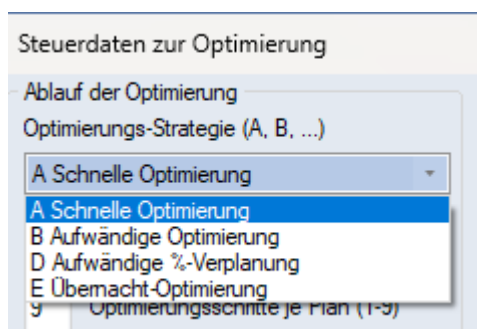 Steuerdaten zur Optimierung
Ablauf der Optimierung
Optimierungs-Strategie (A, B, ...)
A Schnelle Optimierung
A Schnelle Optimierung
B Aufwändige Optimierung
D Aufwändige %-Verplanung
E Übernacht-Optimierung
9 Optimierungsschritte je Plan (1-9)